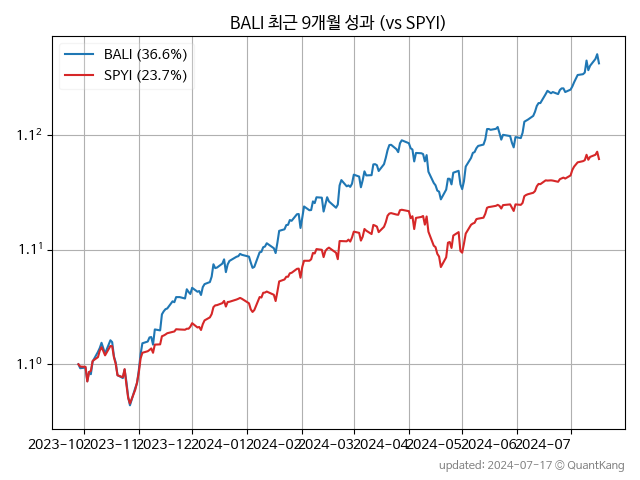 BALI 최근 9개월 성과 (vs SPYI)
BALI (36.6%)
SPYI (23.7%)
1.1²
1.1¹
1.1⁰
2023-10 2023-11 2023-12 2024-01 2024-02 2024-03 2024-04 2024-05 2024-06 2024-07
updated: 2024-07-17 © QuantKang